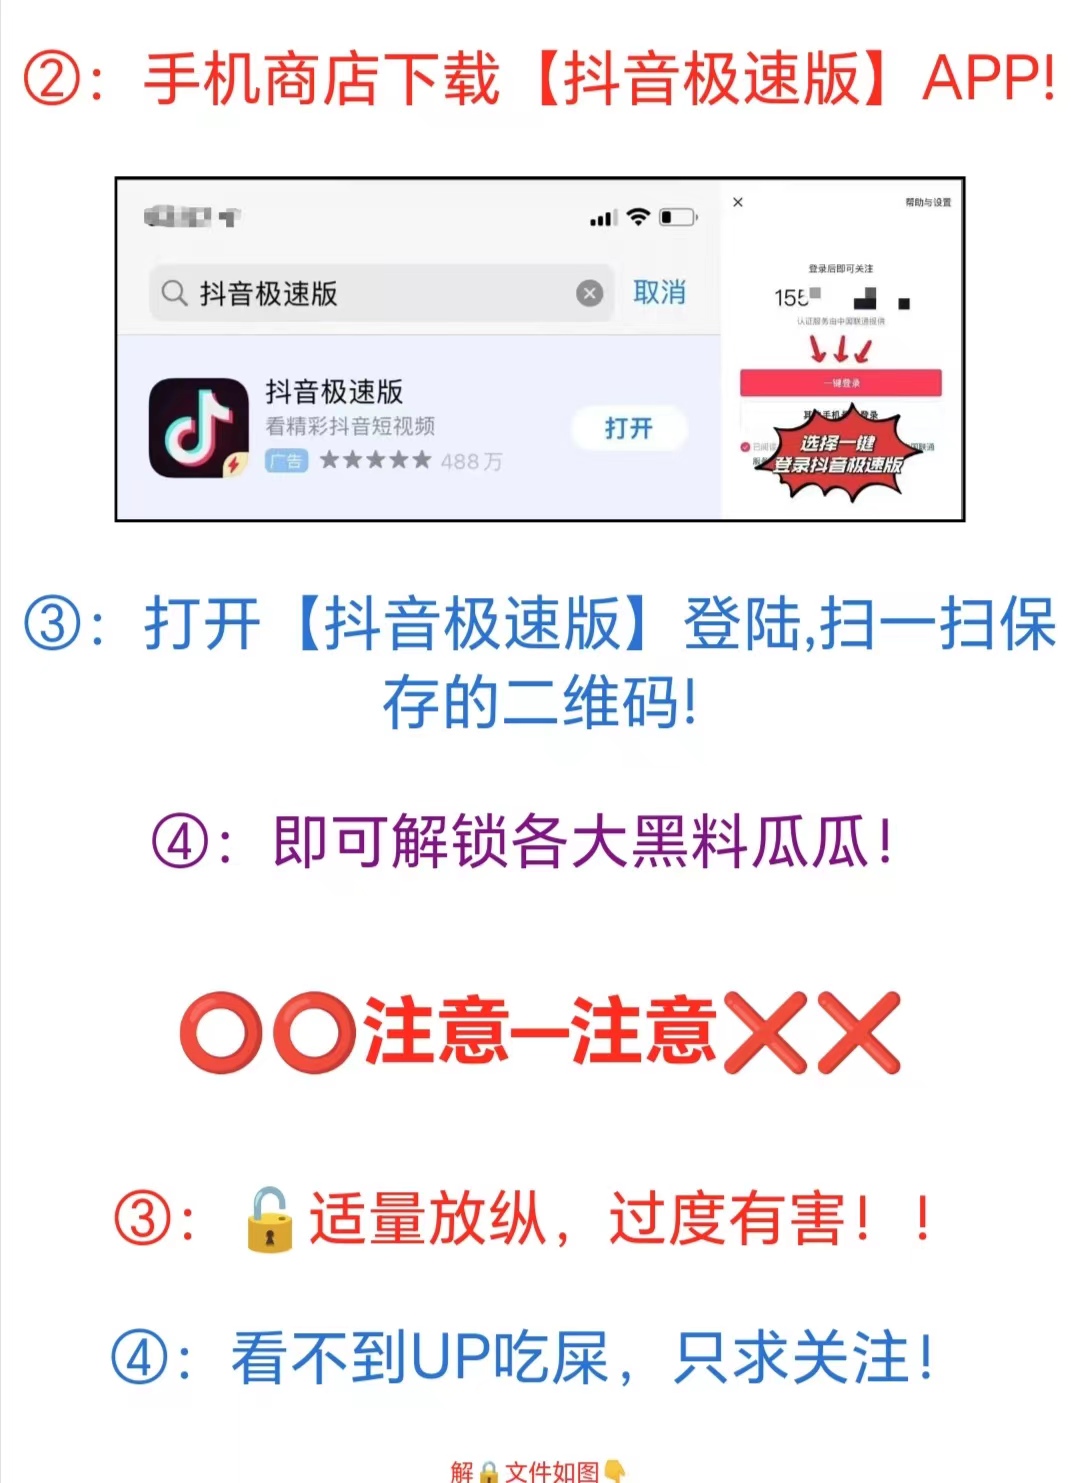 ②：手机商店下载【抖音极速版】APP!
抖音极速版
取消
抖音极速版
看精彩抖音短视频
广告 ★★★★★ 488万
打开
帮助与设置
登录后即可关注
155
认证服务由中国联通提供
一键登录
选择一键
登录抖音极速版
③：打开【抖音极速版】登陆,扫一扫保
存的二维码!
④：即可解锁各大黑料瓜瓜！
⭕⭕注意—注意❌❌
③：🔓适量放纵，过度有害！！
④：看不到UP吃屎，只求关注！
解🔒文件如图👇